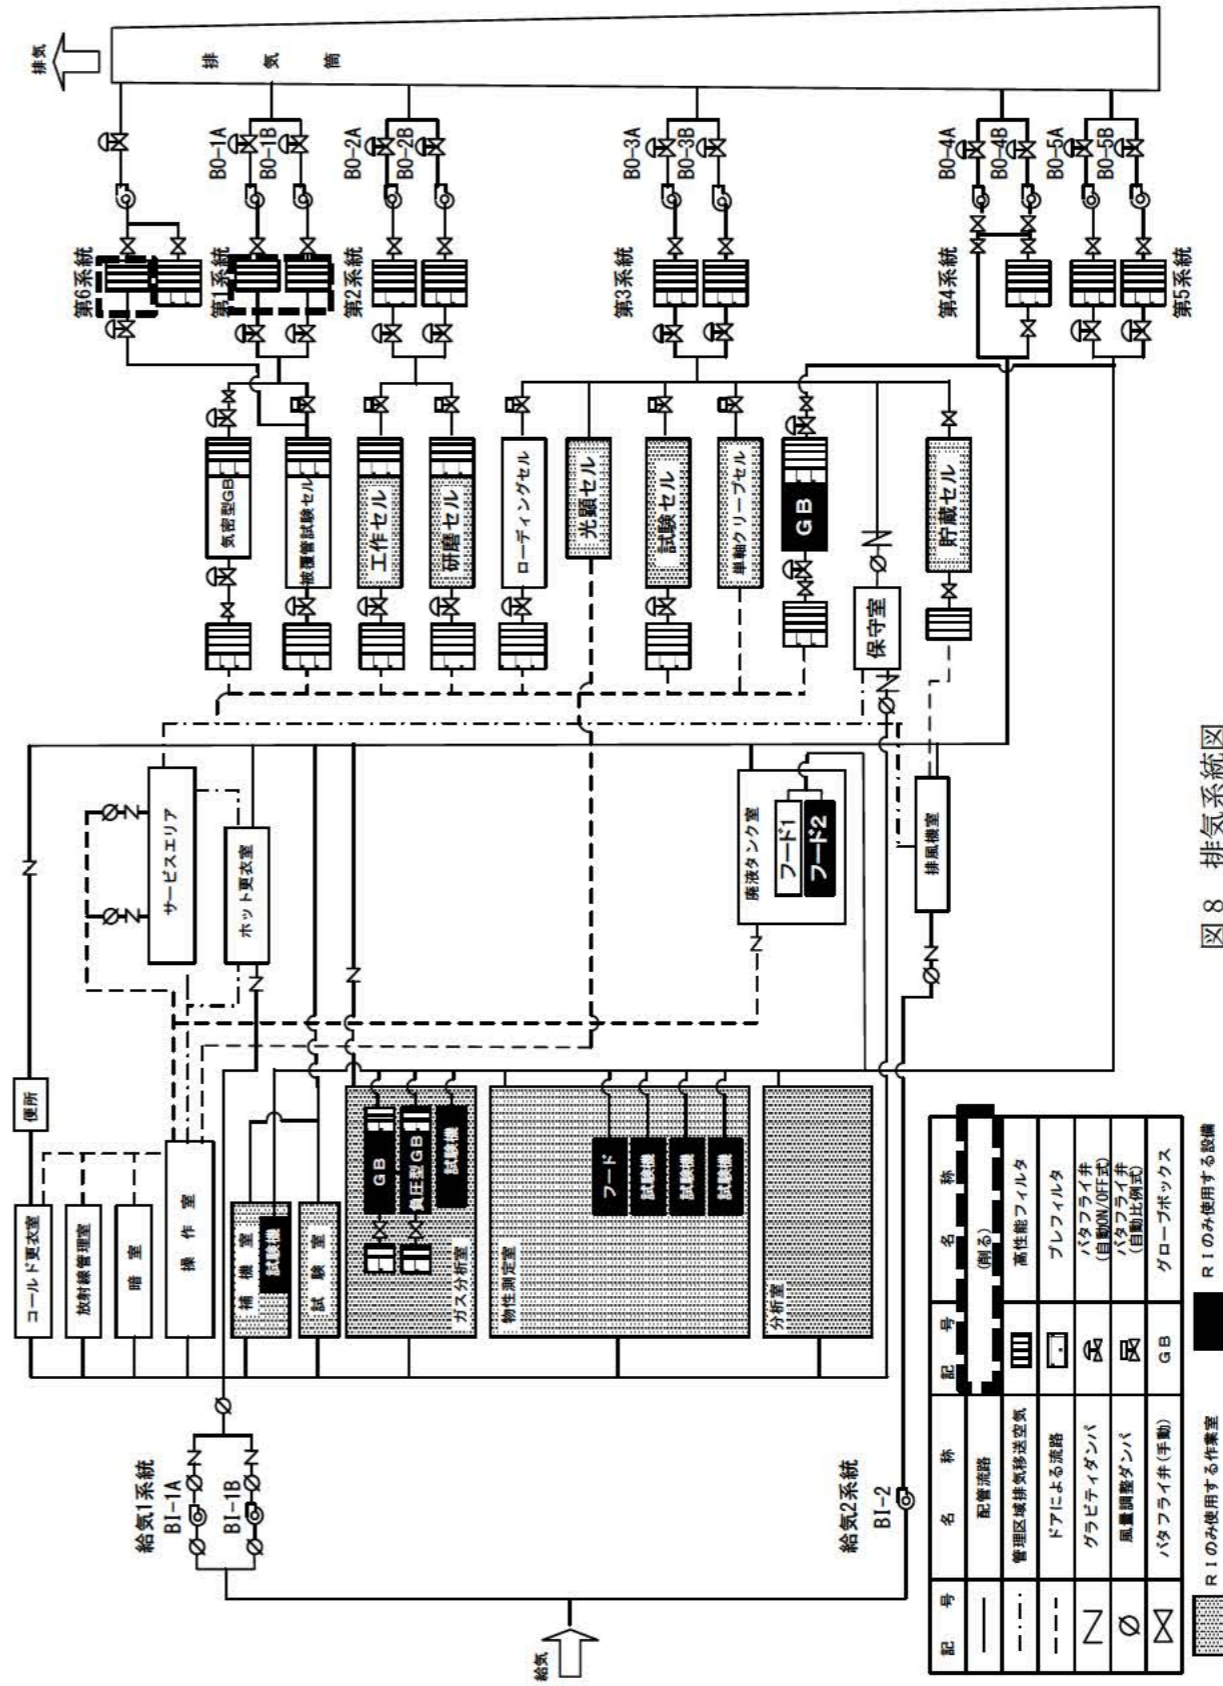 排気
排気筒
第6系統
第1系統
BO-1A
BO-1B
第2系統
BO-2A
BO-2B
第3系統
BO-3A
BO-3B
第4系統
BO-4A
BO-4B
第5系統
BO-5A
BO-5B
気密型GB
被覆管試験セル
工作セル
研磨セル
ローディングセル
光顕セル
試験セル
単軸クリープセル
GB
保守室
貯蔵セル
サービスエリア
ホット更衣室
廃液タンク室
フード1
フード2
排風機室
便所
コールド更衣室
放射線管理室
暗室
操作室
補機室
試験機
試験室
GB
負圧型GB
試験機
ガス分析室
物性測定室
フード
試験機
試験機
試験機
分析室
給気1系統
BI-1A
BI-1B
給気2系統
BI-2
給気
記号 名称 記号 名称
配管流路 (削る)
管理区域排気移送空気 高性能フィルタ
ドアによる流路 プレフィルタ
グラビティダンパ バタフライ弁
(自動ON/OFF式)
風量調整ダンパ バタフライ弁
(自動比例式)
バタフライ弁(手動) GB グローブボックス
RIのみ使用する作業室 RIのみ使用する設備
図8 排気系統図